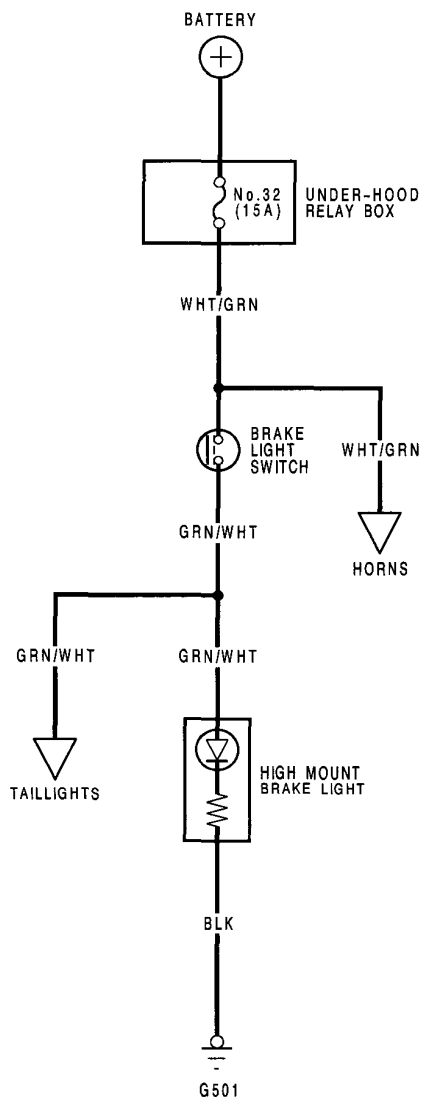 BATTERY
No.32
(15A)
UNDER-HOOD
RELAY BOX
WHT/GRN
BRAKE
LIGHT
SWITCH
WHT/GRN
GRN/WHT
HORNS
GRN/WHT
GRN/WHT
TAILLIGHTS
HIGH MOUNT
BRAKE LIGHT
BLK
G501